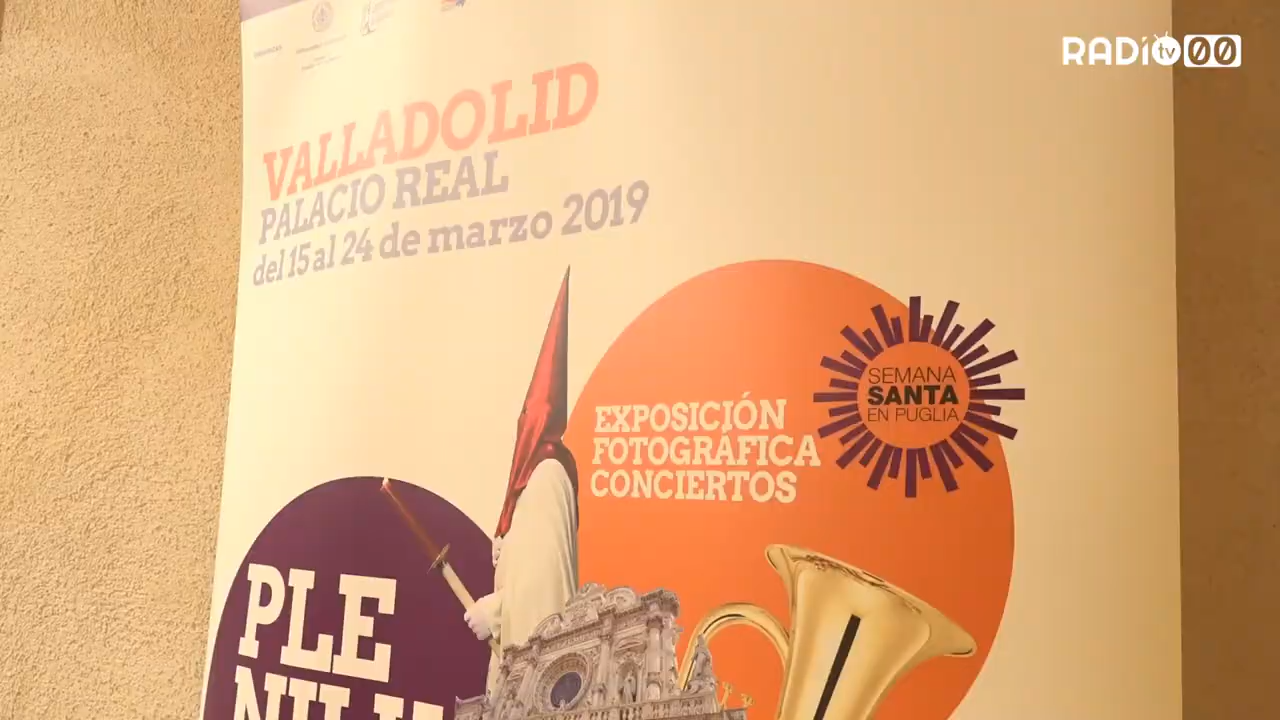 RADíO tv 00
VALLADOLID
PALACIO REAL
del 15 al 24 de marzo 2019
SEMANA
SANTA
EN PUGLIA
EXPOSICIÓN
FOTOGRÁFICA
CONCIERTOS
PLE